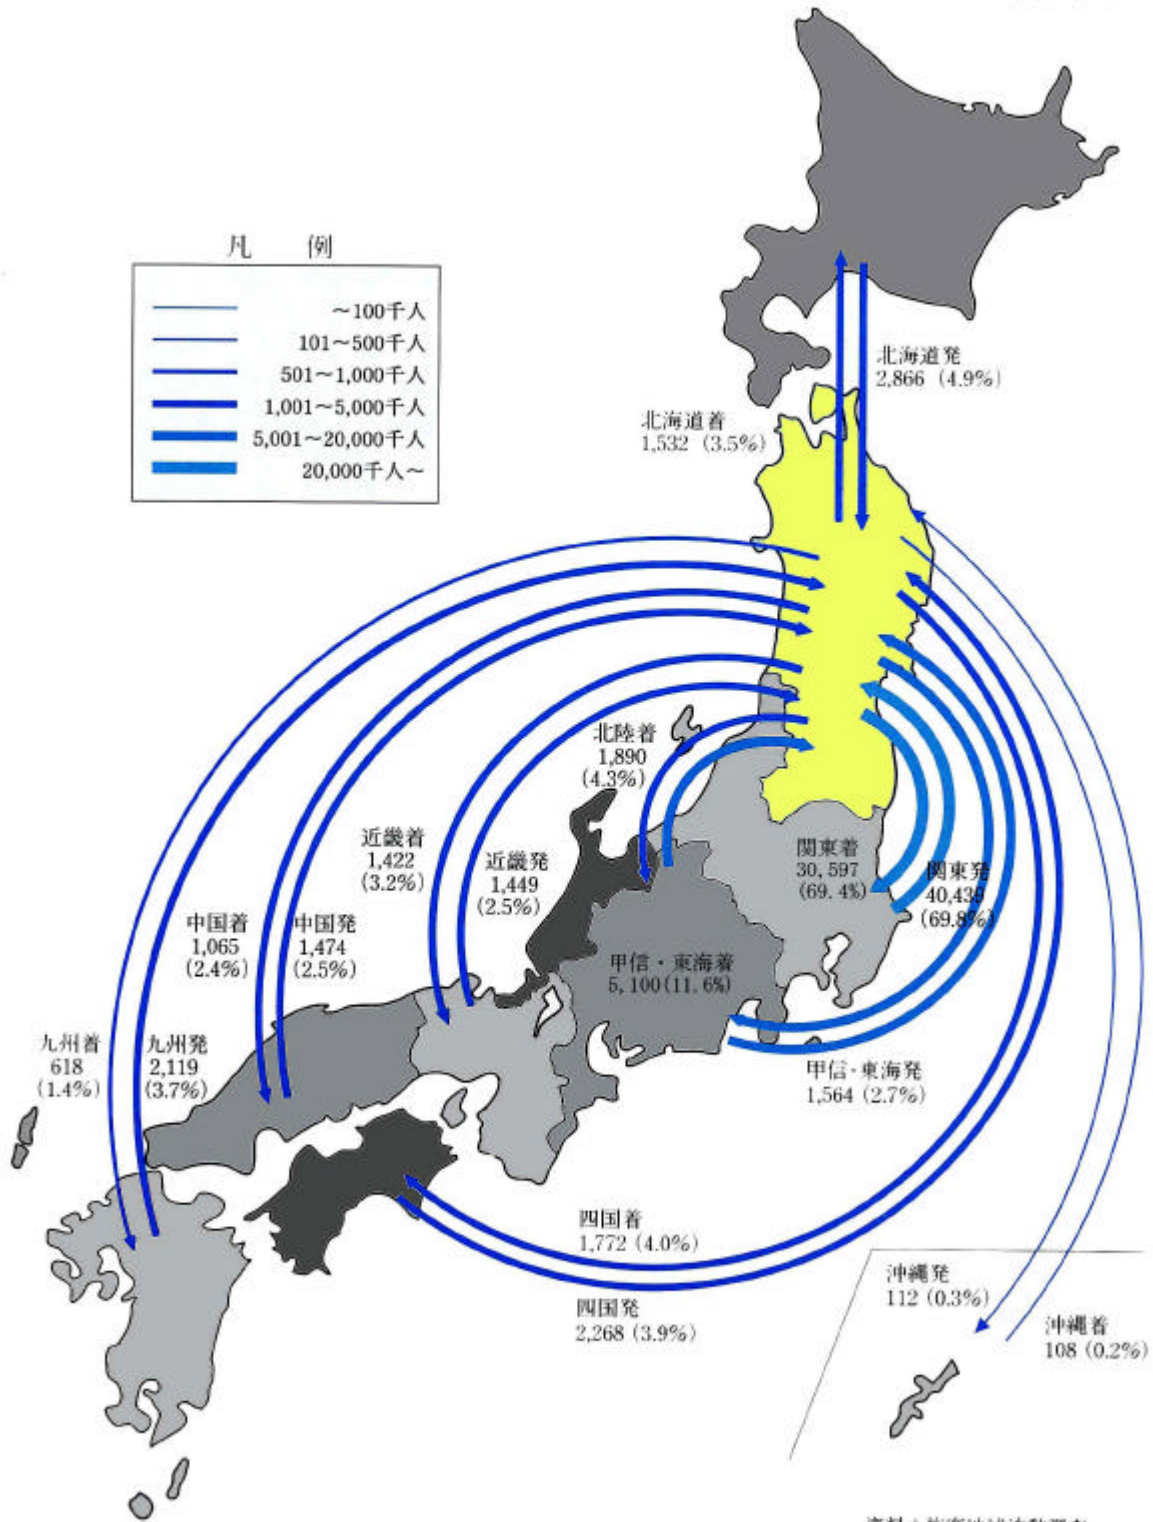 凡 例
～100千人
101～500千人
501～1,000千人
1,001～5,000千人
5,001～20,000千人
20,000千人～
北海道発
2,866 (4.9%)
北海道着
1,532 (3.5%)
北陸着
1,890
(4.3%)
近畿着
1,422
(3.2%)
近畿発
1,449
(2.5%)
関東着
30,597
(69.4%)
関東発
40,439
(69.8%)
中国着
1,065
(2.4%)
中国発
1,474
(2.5%)
甲信・東海着
5,100(11.6%)
九州着
618
(1.4%)
九州発
2,119
(3.7%)
甲信・東海発
1,564 (2.7%)
四国着
1,772 (4.0%)
四国発
2,268 (3.9%)
沖縄発
112 (0.3%)
沖縄着
108 (0.2%)